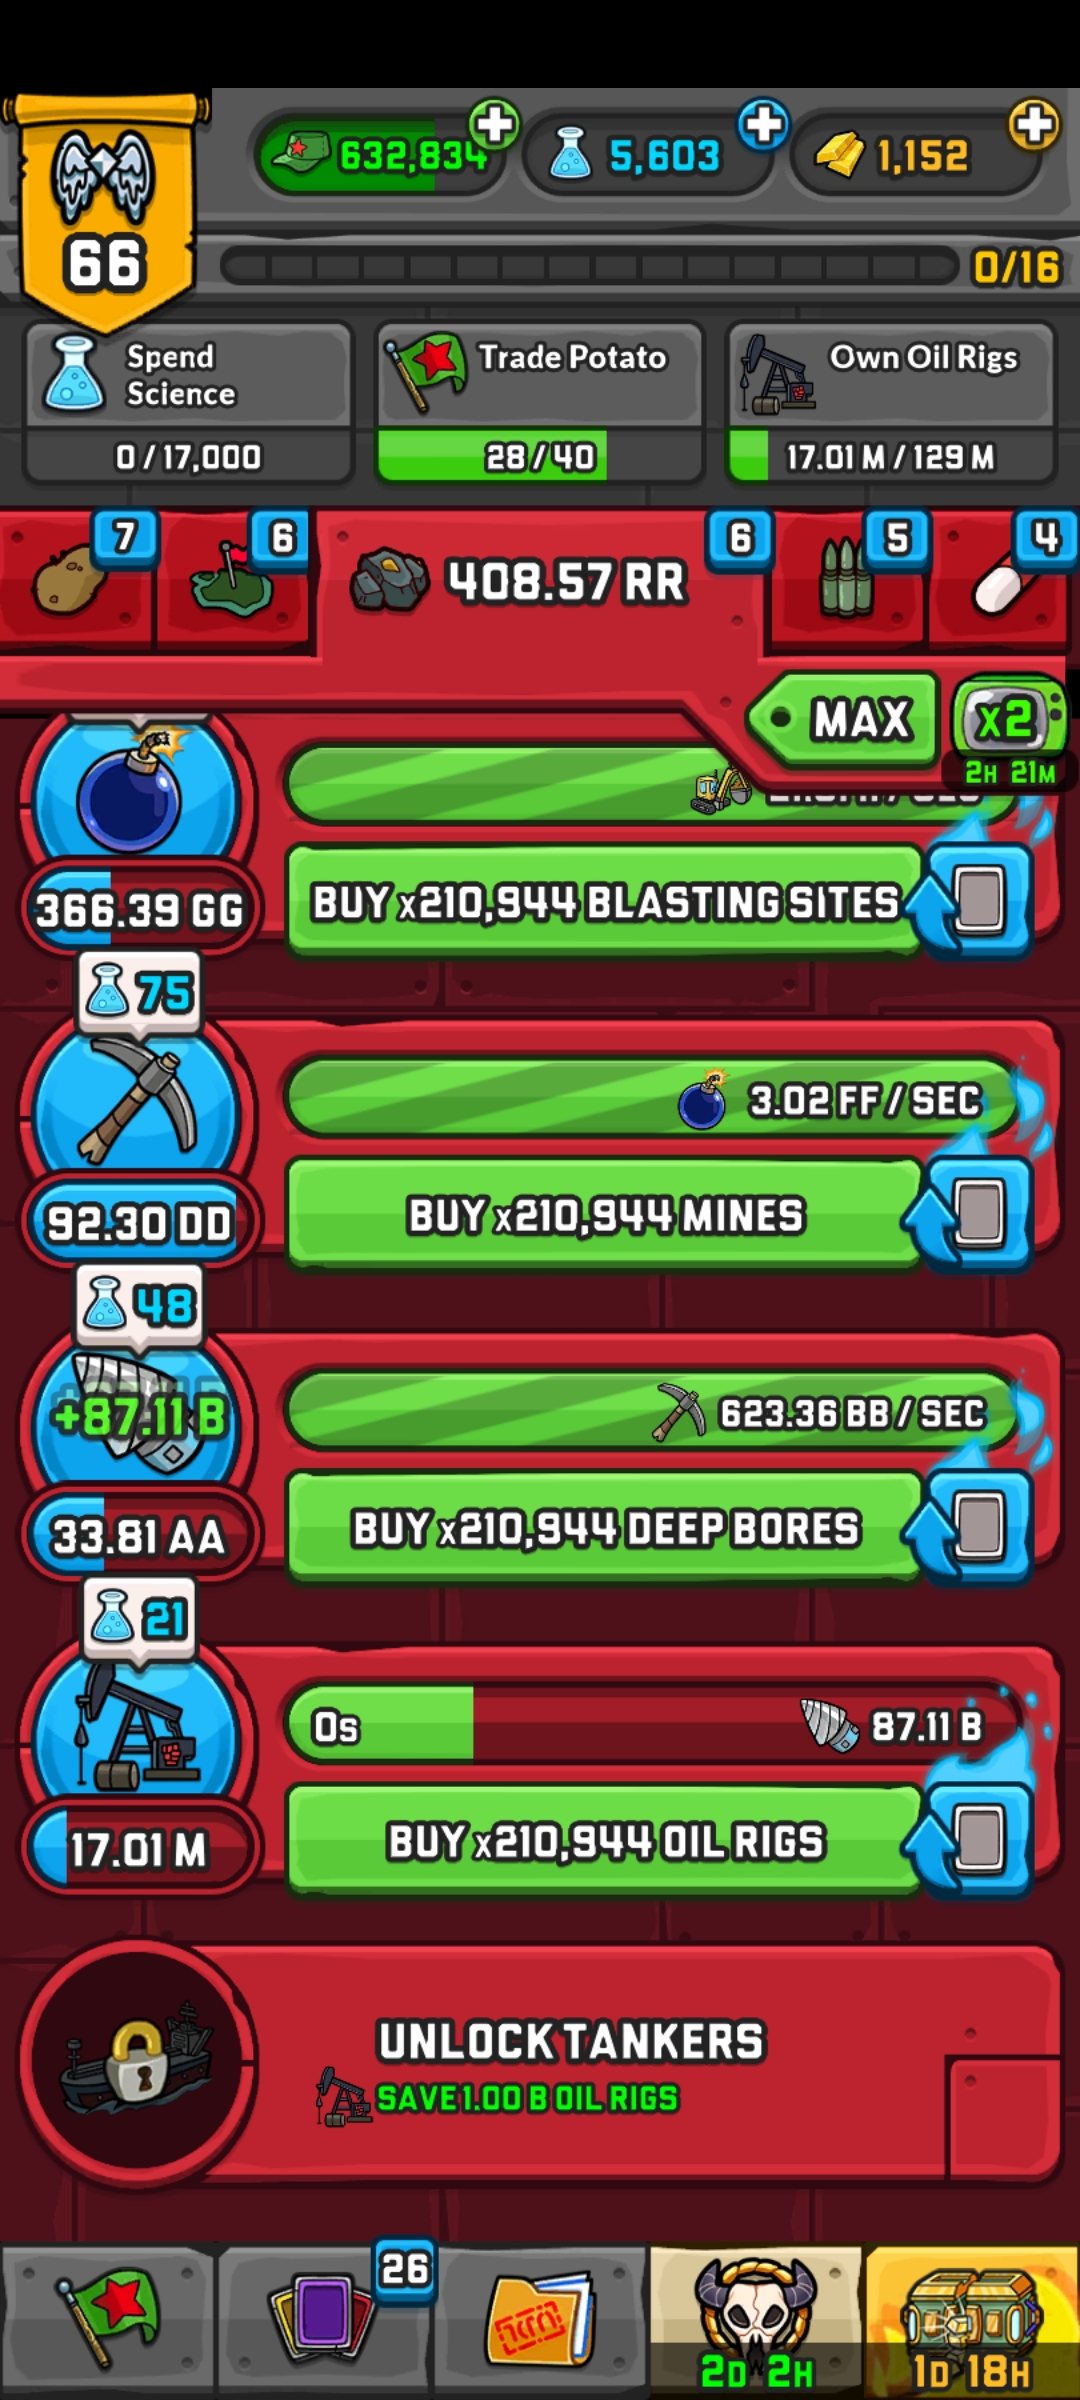 632,834
5,603
1,152
66
0/16
Spend
Science
0/17,000
Trade Potato
28/40
Own Oil Rigs
17.01 M/129 M
7
6
408.57 RR
6
5
4
MAX
x2
2H 21M
366.39 GG
BUY x210,944 BLASTING SITES
75
3.02 FF/SEC
92.30 DD
BUY x210,944 MINES
48
+87.11 B
623.36 BB/SEC
33.81 AA
BUY x210,944 DEEP BORES
21
0s
87.11 B
17.01 M
BUY x210,944 OIL RIGS
UNLOCK TANKERS
SAVE 1.00 B OIL RIGS
26
2D 2H
1D 18H